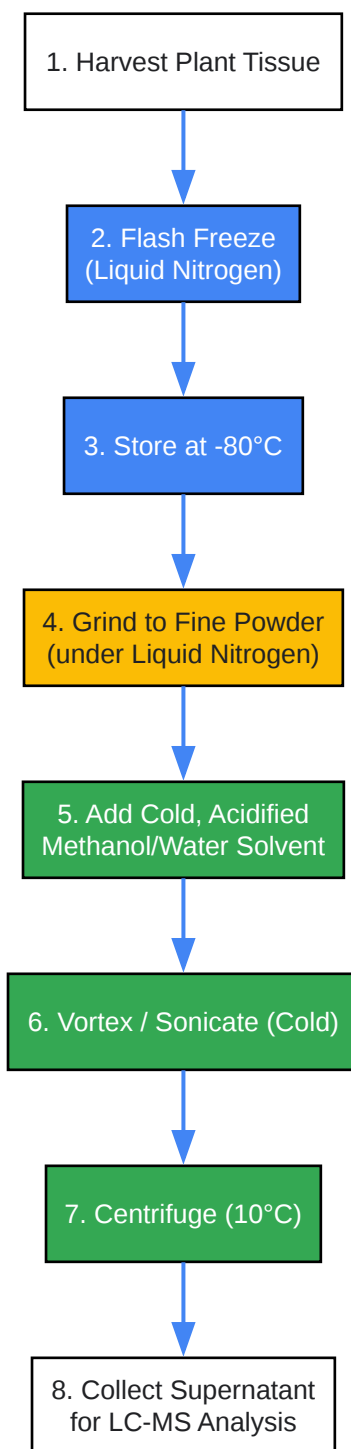 1. Harvest Plant Tissue
2. Flash Freeze
(Liquid Nitrogen)
3. Store at -80°C
4. Grind to Fine Powder
(under Liquid Nitrogen)
5. Add Cold, Acidified
Methanol/Water Solvent
6. Vortex / Sonicate (Cold)
7. Centrifuge (10°C)
8. Collect Supernatant
for LC-MS Analysis